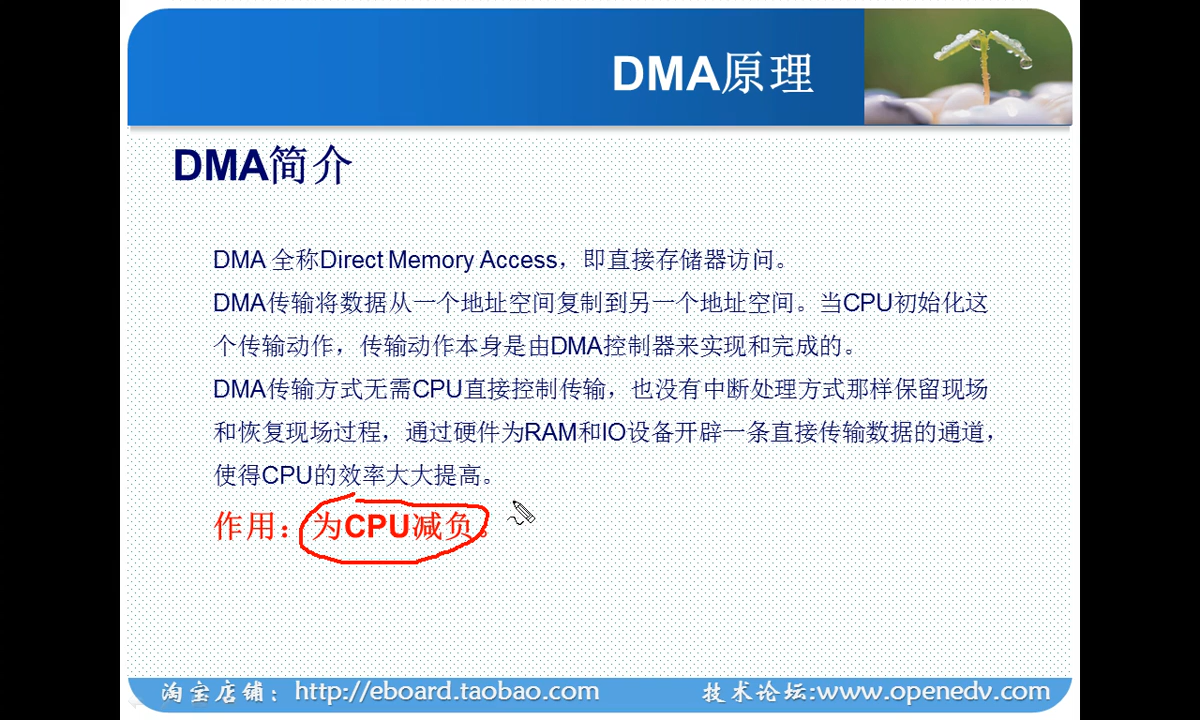 DMA原理
DMA简介
DMA 全称Direct Memory Access，即直接存储器访问。
DMA传输将数据从一个地址空间复制到另一个地址空间。当CPU初始化这
个传输动作，传输动作本身是由DMA控制器来实现和完成的。
DMA传输方式无需CPU直接控制传输，也没有中断处理方式那样保留现场
和恢复现场过程，通过硬件为RAM和IO设备开辟一条直接传输数据的通道，
使得CPU的效率大大提高。
作用：为CPU减负。
淘宝店铺：http://eboard.taobao.com 技术论坛:www.openedv.com